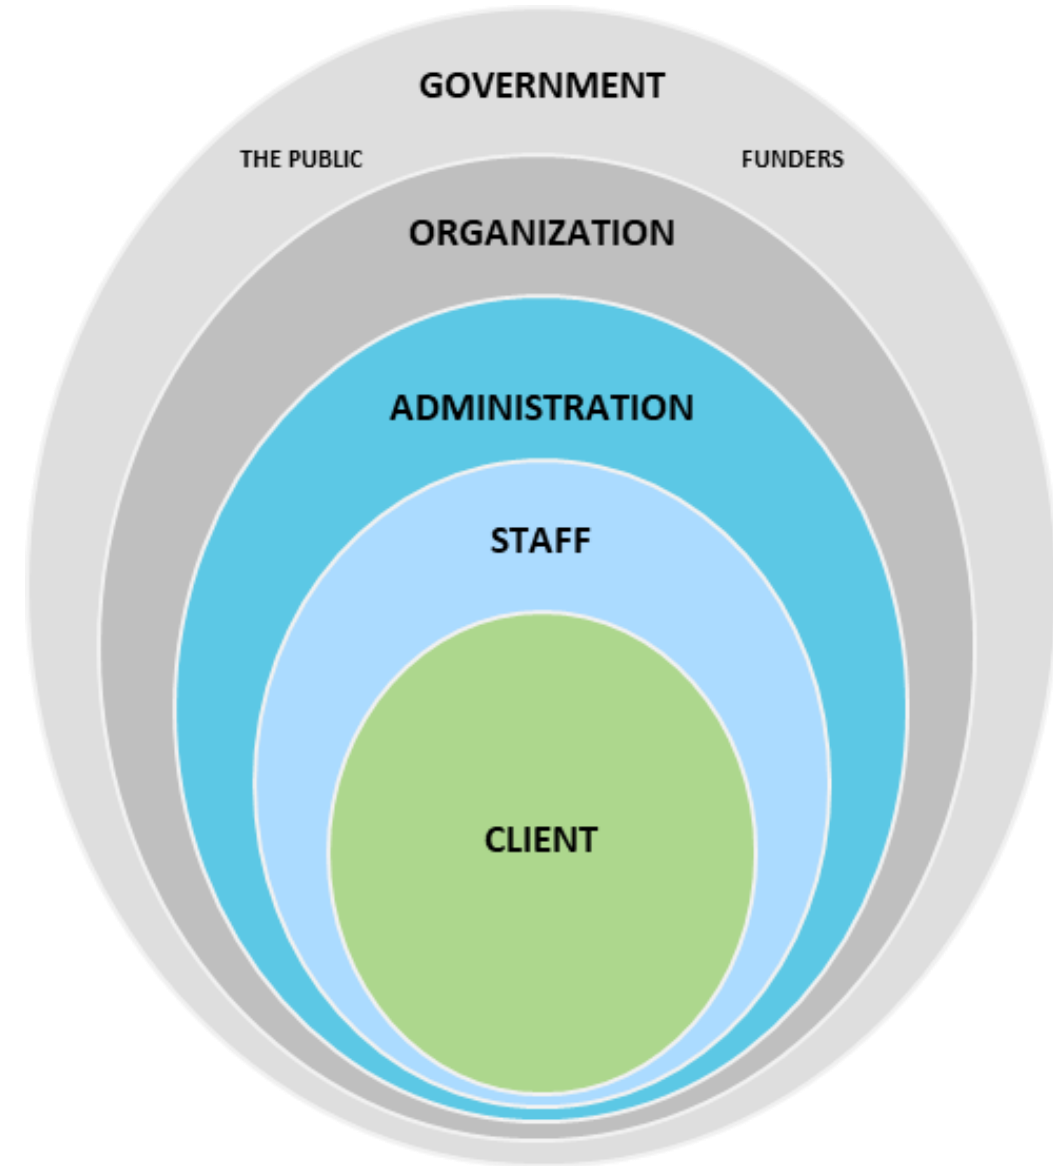 GOVERNMENT
THE PUBLIC
FUNDERS
ORGANIZATION
ADMINISTRATION
STAFF
CLIENT